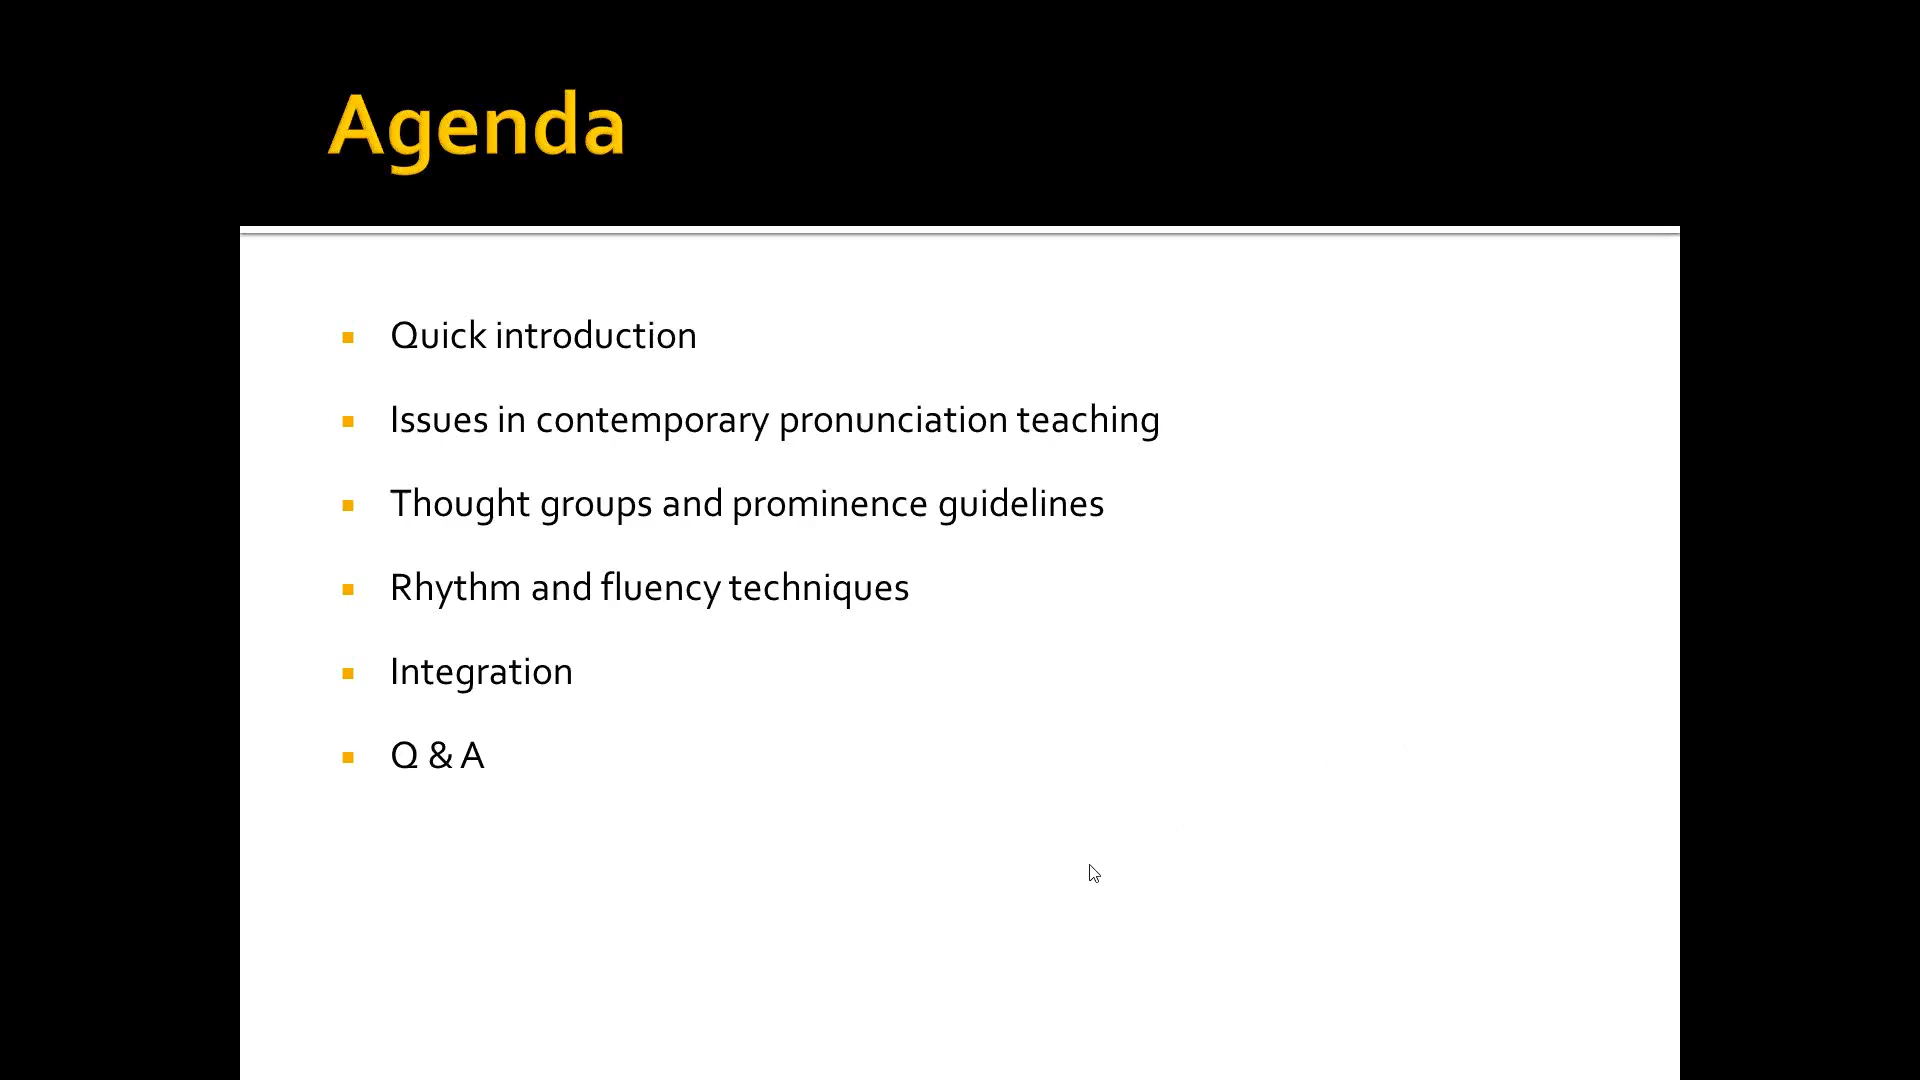 Agenda
Quick introduction
Issues in contemporary pronunciation teaching
Thought groups and prominence guidelines
Rhythm and fluency techniques
Integration
Q & A